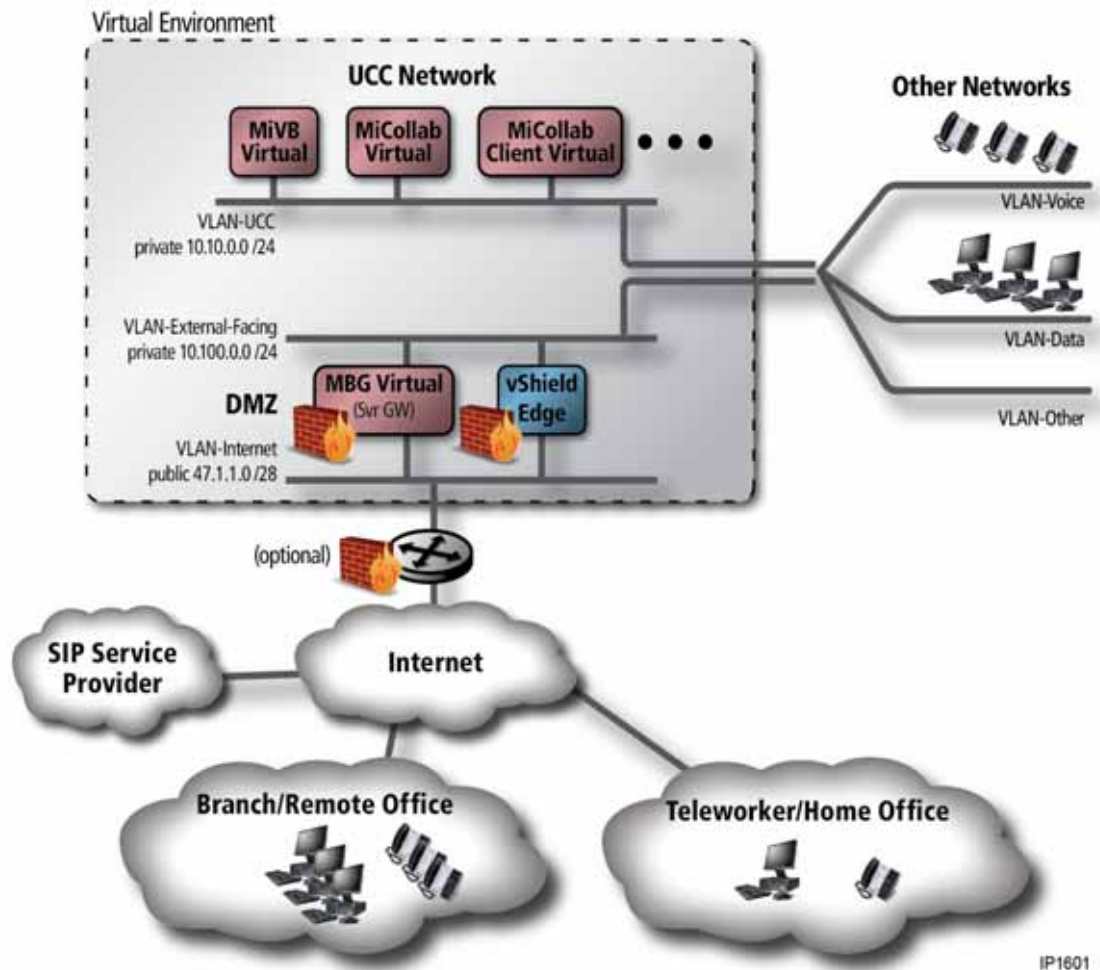 Virtual Environment
UCC Network
Other Networks
MiVB
Virtual
MiCollab
Virtual
MiCollab
Client Virtual
VLAN-Voice
VLAN-UCC
private 10.10.0.0 /24
VLAN-External-Facing
private 10.100.0.0 /24
VLAN-Data
DMZ
MBG Virtual
(Svr GW)
vShield
Edge
VLAN-Other
VLAN-Internet
public 47.1.1.0 /28
(optional)
SIP Service
Provider
Internet
Branch/Remote Office
Teleworker/Home Office
IP1601